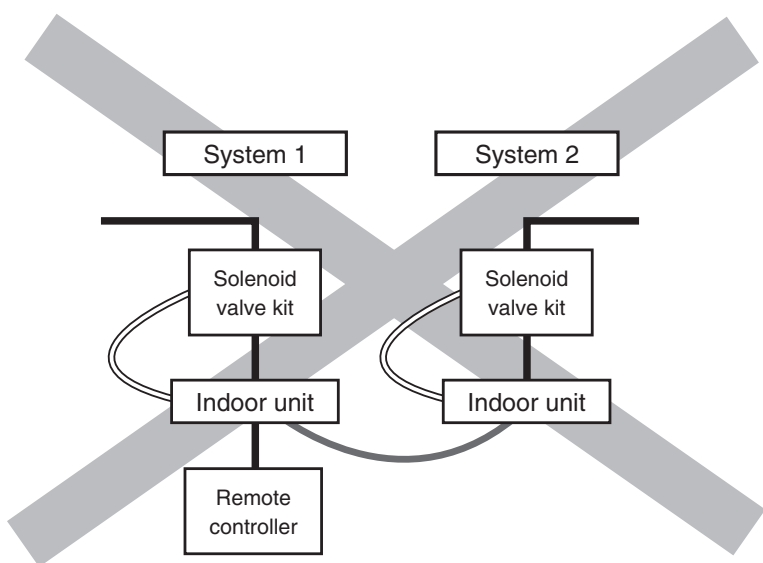 System 1
System 2
Solenoid
valve kit
Solenoid
valve kit
Indoor unit
Indoor unit
Remote
controller